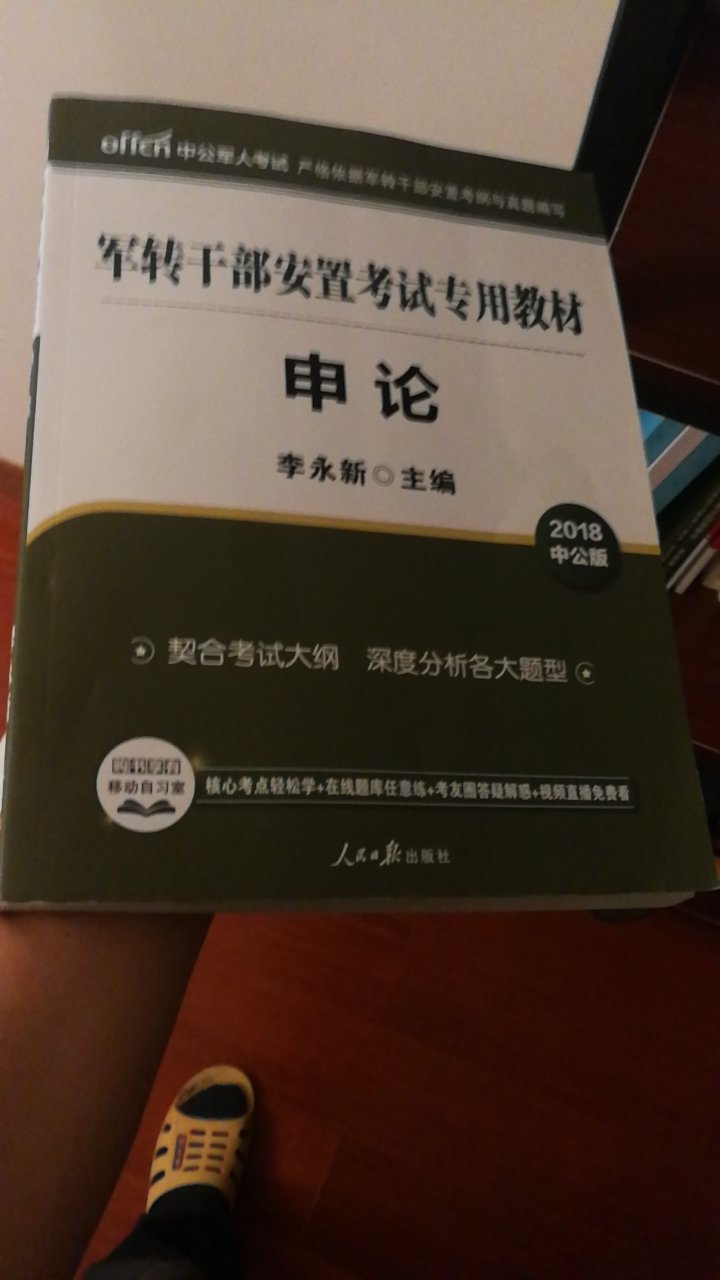 offcn 中公军人考试 严格依据军转干部安置考纲与真题编写
军转干部安置考试专用教材
申论
李永新◎主编
2018
中公版
契合考试大纲 深度分析各大题型
购书享有
移动自习室
核心考点轻松学+在线题库任意练+考友圈答疑解惑+视频直播免费看
人民日报出版社